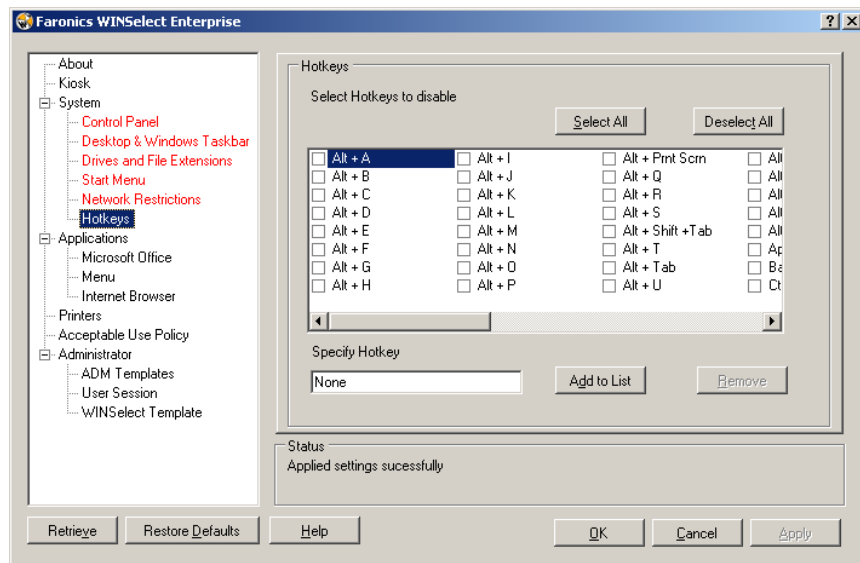 Faronics WINSelect Enterprise
About
Kiosk
System
Control Panel
Desktop & Windows Taskbar
Drives and File Extensions
Start Menu
Network Restrictions
Hotkeys
Applications
Microsoft Office
Menu
Internet Browser
Printers
Acceptable Use Policy
Administrator
ADM Templates
User Session
WINSelect Template
Hotkeys
Select Hotkeys to disable
Select All
Deselect All
Alt + A
Alt + B
Alt + C
Alt + D
Alt + E
Alt + F
Alt + G
Alt + H
Alt + I
Alt + J
Alt + K
Alt + L
Alt + M
Alt + N
Alt + O
Alt + P
Alt + Prnt Scrn
Alt + Q
Alt + R
Alt + S
Alt + Shift +Tab
Alt + T
Alt + Tab
Alt + U
Specify Hotkey
None
Add to List
Remove
Status
Applied settings sucessfully
Retrieve
Restore Defaults
Help
OK
Cancel
Apply